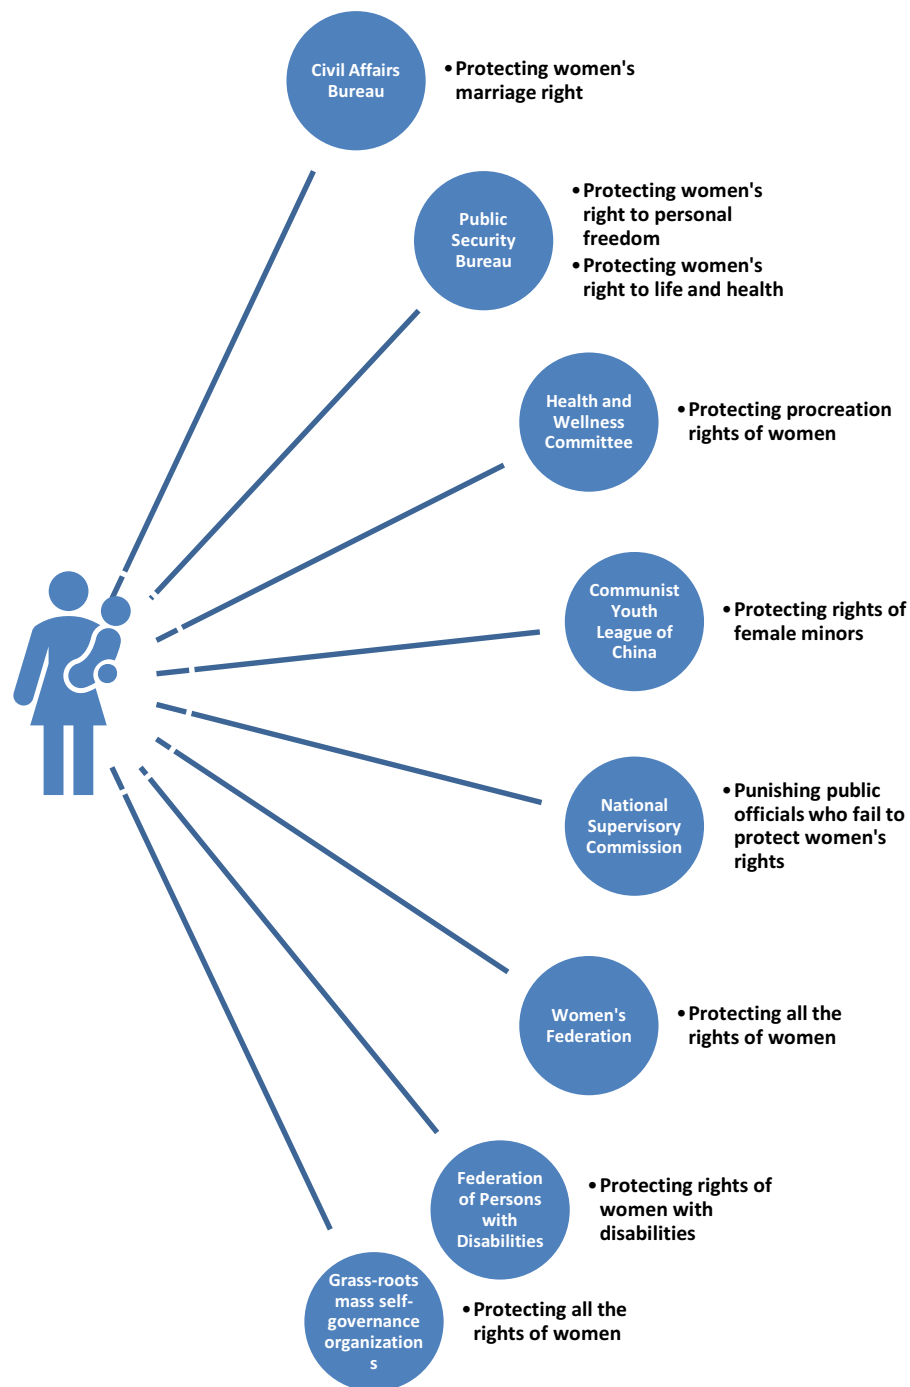 Civil Affairs
Bureau
•Protecting women's
marriage right
Public
Security
Bureau
•Protecting women's
right to personal
freedom
•Protecting women's
right to life and health
Health and
Wellness
Committee
•Protecting procreation
rights of women
Communist
Youth
League of
China
•Protecting rights of
female minors
National
Supervisory
Commission
•Punishing public
officials who fail to
protect women's
rights
Women's
Federation
•Protecting all the
rights of women
Federation
of Persons
with
Disabilities
•Protecting rights of
women with
disabilities
Grass-roots
mass self-
governance
organization
s
•Protecting all the
rights of women